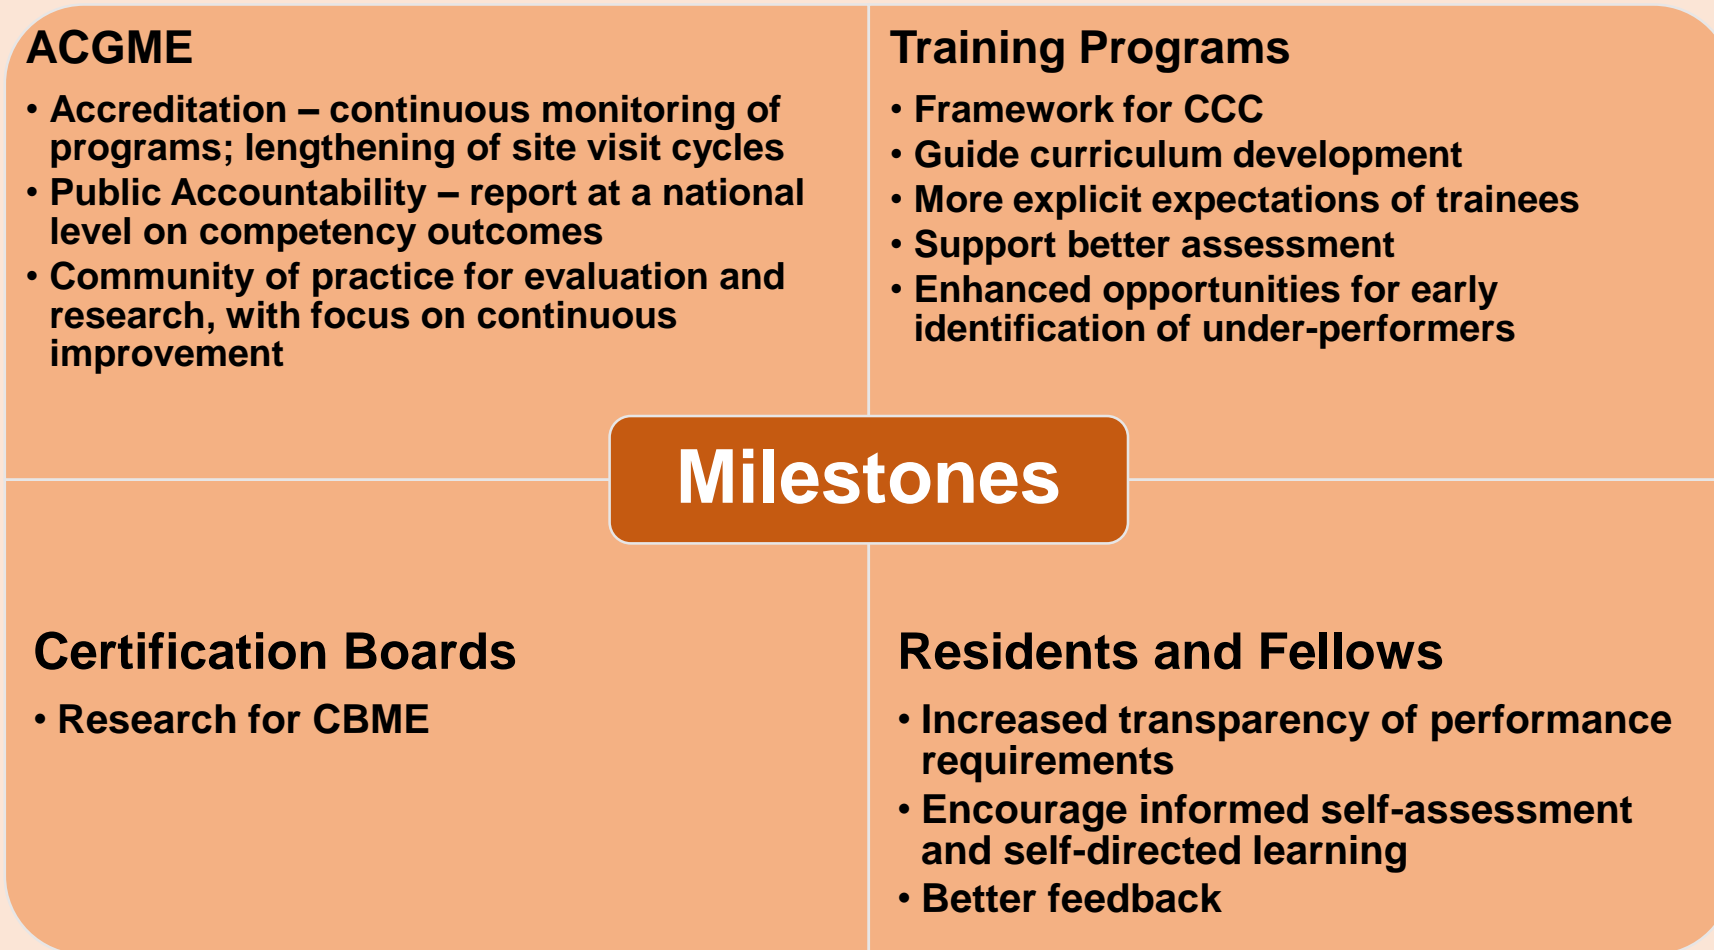 ACGME
• Accreditation – continuous monitoring of
programs; lengthening of site visit cycles
• Public Accountability – report at a national
level on competency outcomes
• Community of practice for evaluation and
research, with focus on continuous
improvement
Training Programs
• Framework for CCC
• Guide curriculum development
• More explicit expectations of trainees
• Support better assessment
• Enhanced opportunities for early
identification of under-performers
Milestones
Certification Boards
• Research for CBME
Residents and Fellows
• Increased transparency of performance
requirements
• Encourage informed self-assessment
and self-directed learning
• Better feedback